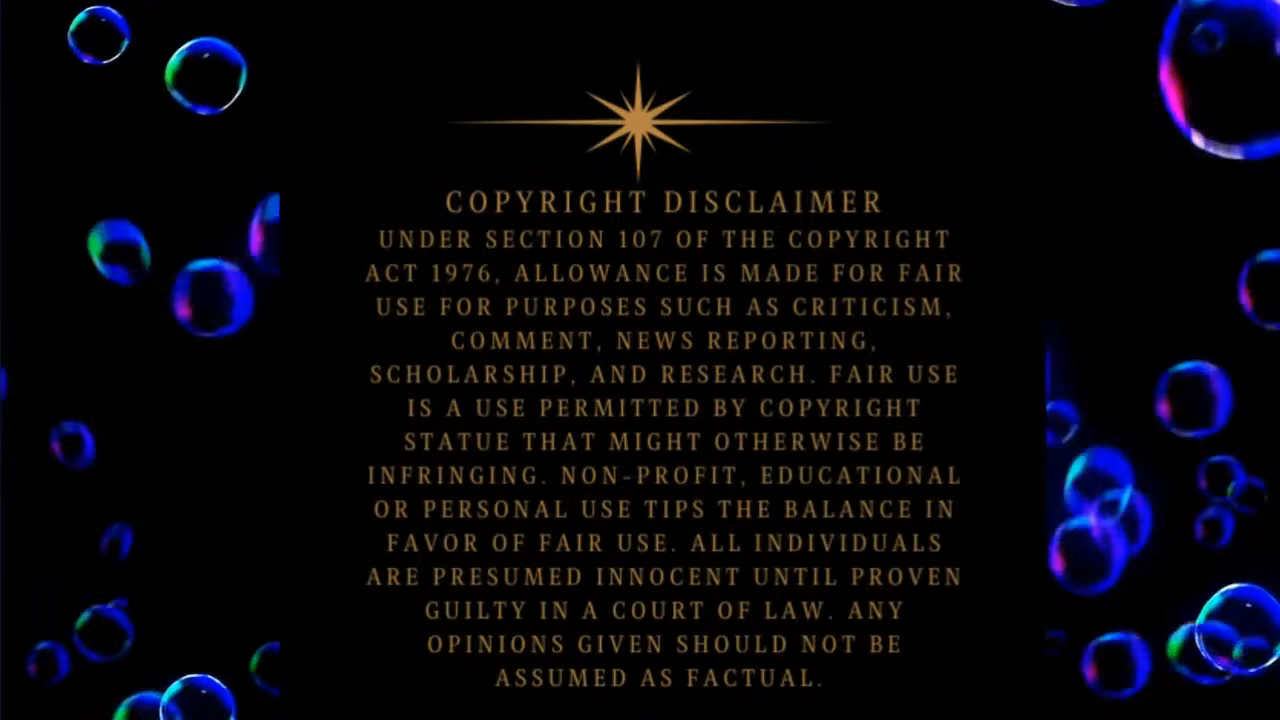 COPYRIGHT DISCLAIMER
UNDER SECTION 107 OF THE COPYRIGHT
ACT 1976, ALLOWANCE IS MADE FOR FAIR
USE FOR PURPOSES SUCH AS CRITICISM,
COMMENT, NEWS REPORTING,
SCHOLARSHIP, AND RESEARCH. FAIR USE
IS A USE PERMITTED BY COPYRIGHT
STATUE THAT MIGHT OTHERWISE BE
INFRINGING. NON-PROFIT, EDUCATIONAL
OR PERSONAL USE TIPS THE BALANCE IN
FAVOR OF FAIR USE. ALL INDIVIDUALS
ARE PRESUMED INNOCENT UNTIL PROVEN
GUILTY IN A COURT OF LAW. ANY
OPINIONS GIVEN SHOULD NOT BE
ASSUMED AS FACTUAL.